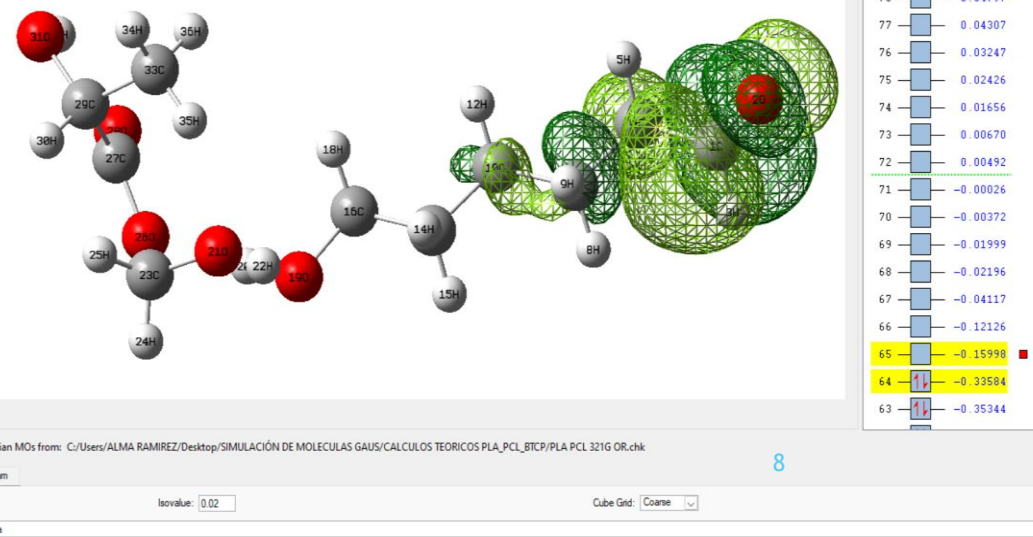 77 0.04307
76 0.03247
75 0.02426
74 0.01656
73 0.00670
72 0.00492
71 -0.00026
70 -0.00372
69 -0.01999
68 -0.02196
67 -0.04117
66 -0.12126
65 -0.15998
64 -0.33584
63 -0.35344
31O
34H
36H
33C
29C
35H
30H
27C
5H
12H
18H
9H
16C
14H
8H
25H
21O
22H
19O
23C
15H
24H
ian MOs from: C:/Users/ALMA RAMIREZ/Desktop/SIMULACIÓN DE MOLECULAS GAUS/CALCULOS TEORICOS PLA_PCL_BTCP/PLA PCL 321G OR.chk
8
Isovalue: 0.02 Cube Grid: Coarse